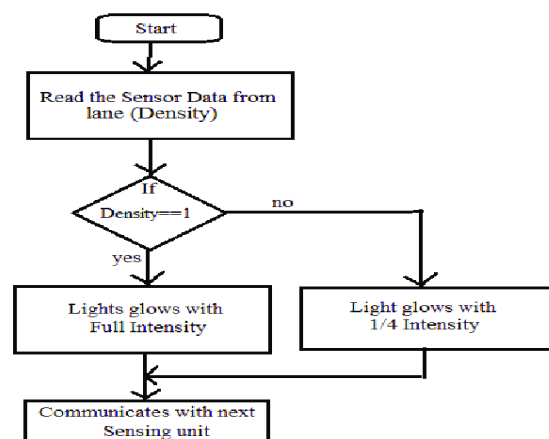 Start
Read the Sensor Data from
lane (Density)
If
Density==1
no
yes
Lights glows with
Full Intensity
Light glows with
1/4 Intensity
Communicates with next
Sensing unit